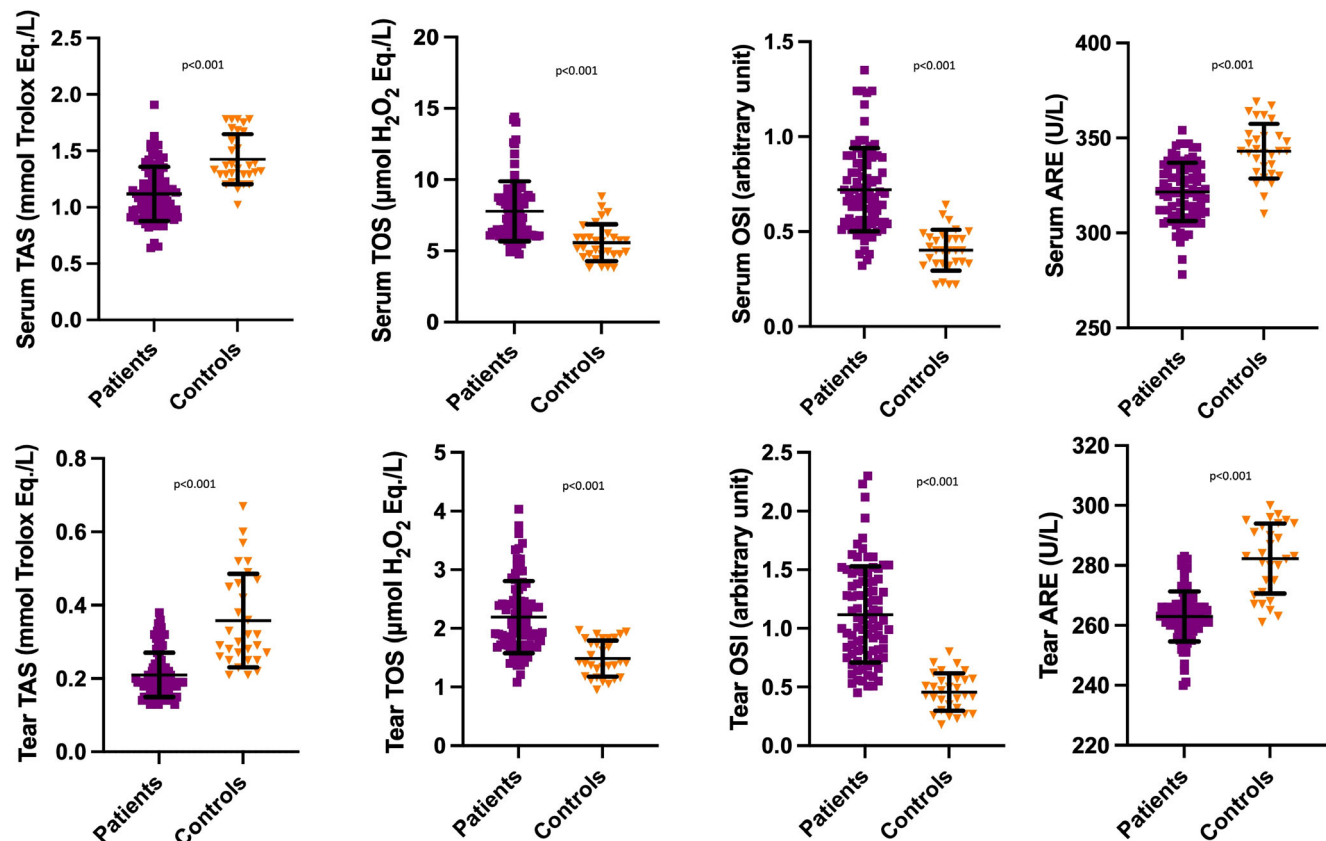 Serum TAS (mmol Trolox Eq./L)
2.5
2.0
1.5
1.0
0.5
0.0
p<0.001
Patients
Controls
Serum TOS (µmol H₂O₂ Eq./L)
20
15
10
5
0
p<0.001
Patients
Controls
Serum OSI (arbitrary unit)
1.5
1.0
0.5
0.0
p<0.001
Patients
Controls
Serum ARE (U/L)
400
350
300
250
p<0.001
Patients
Controls
Tear TAS (mmol Trolox Eq./L)
0.8
0.6
0.4
0.2
0.0
p<0.001
Patients
Controls
Tear TOS (µmol H₂O₂ Eq./L)
5
4
3
2
1
0
p<0.001
Patients
Controls
Tear OSI (arbitrary unit)
2.5
2.0
1.5
1.0
0.5
0.0
p<0.001
Patients
Controls
Tear ARE (U/L)
320
300
280
260
240
220
p<0.001
Patients
Controls